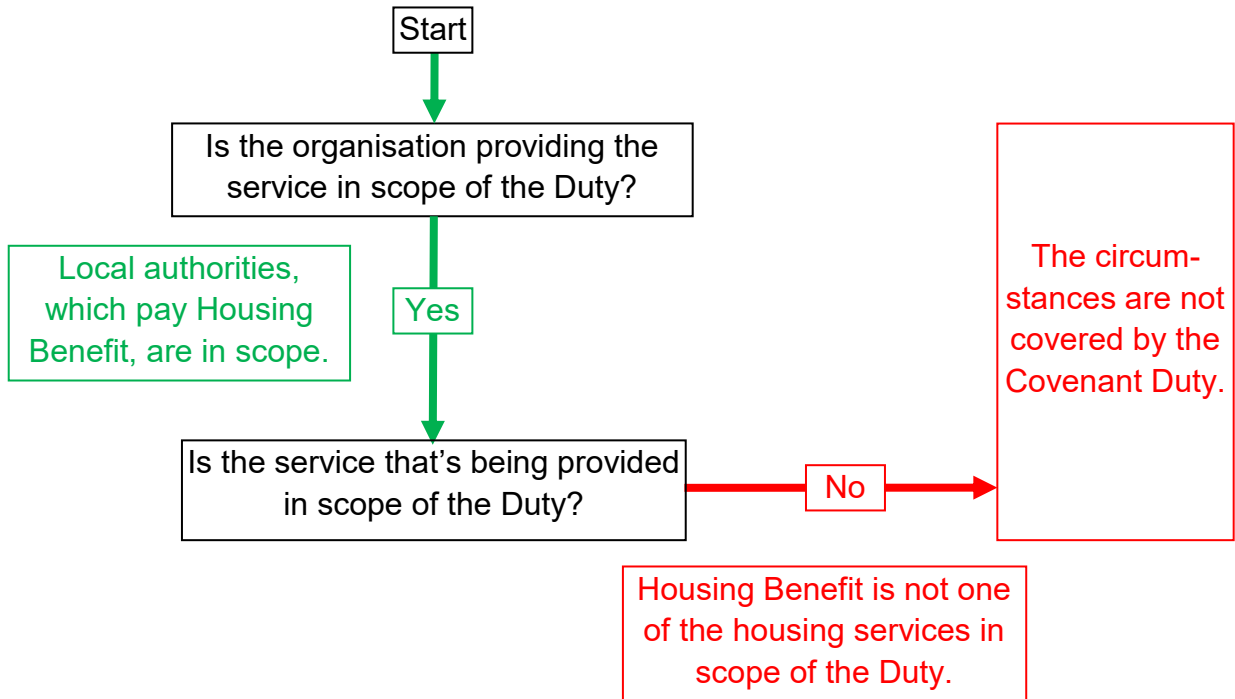 Start
Is the organisation providing the
service in scope of the Duty?
Local authorities,
which pay Housing
Benefit, are in scope.
Yes
Is the service that's being provided
in scope of the Duty?
No
The circum-
stances are not
covered by the
Covenant Duty.
Housing Benefit is not one
of the housing services in
scope of the Duty.